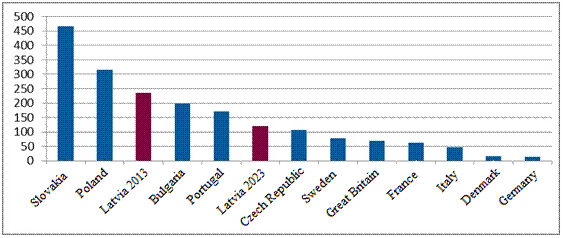 500
450
400
350
300
250
200
150
100
50
0
Slovakia
Poland
Latvia 2013
Bulgaria
Portugal
Latvia 2023
Czech Republic
Sweden
Great Britain
France
Italy
Denmark
Germany